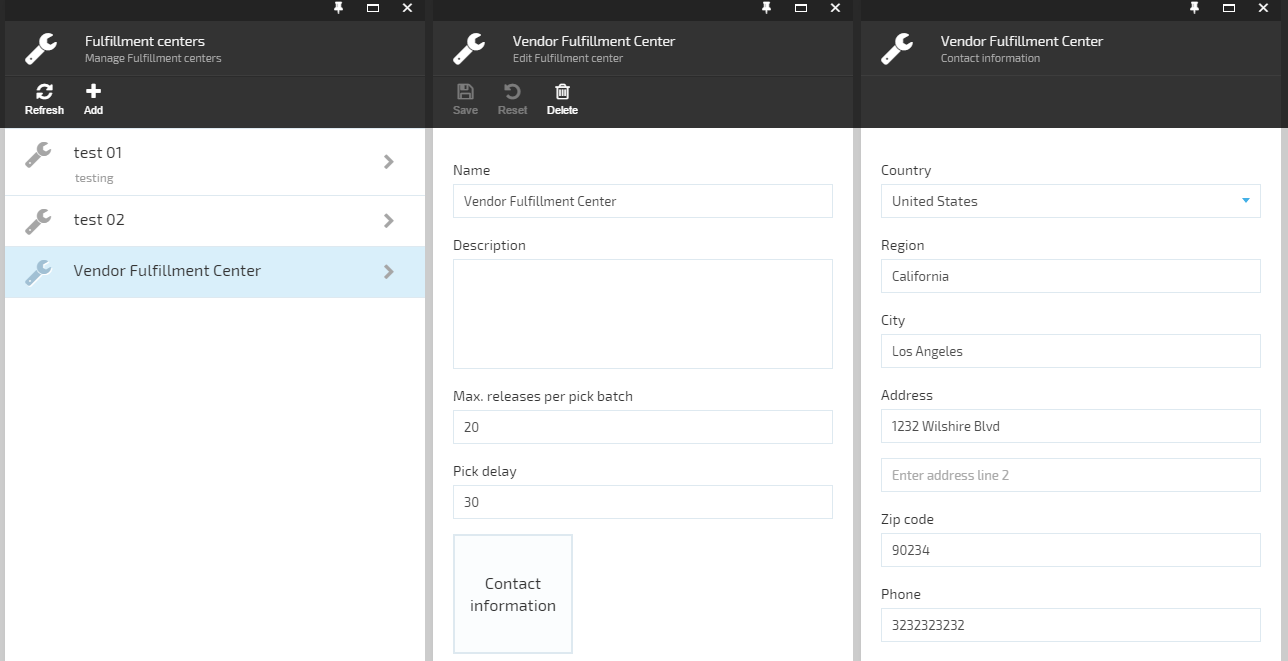 Fulfillment centers
Manage Fulfillment centers
Refresh
Add
test 01
testing
test 02
Vendor Fulfillment Center
Vendor Fulfillment Center
Edit Fulfillment center
Save
Reset
Delete
Name
Vendor Fulfillment Center
Description
Max. releases per pick batch
20
Pick delay
30
Contact
information
Vendor Fulfillment Center
Contact information
Country
United States
Region
California
City
Los Angeles
Address
1232 Wilshire Blvd
Enter address line 2
Zip code
90234
Phone
3232323232